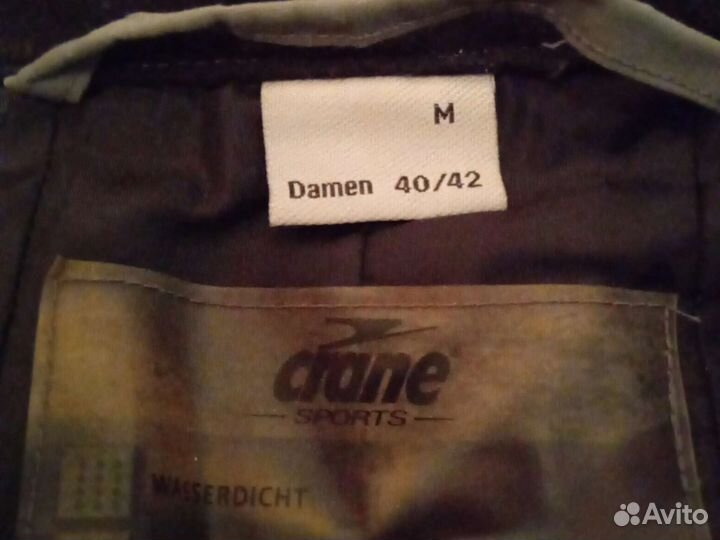 M
Damen 40/42
crane
SPORTS
WASSERDICHT
Avito